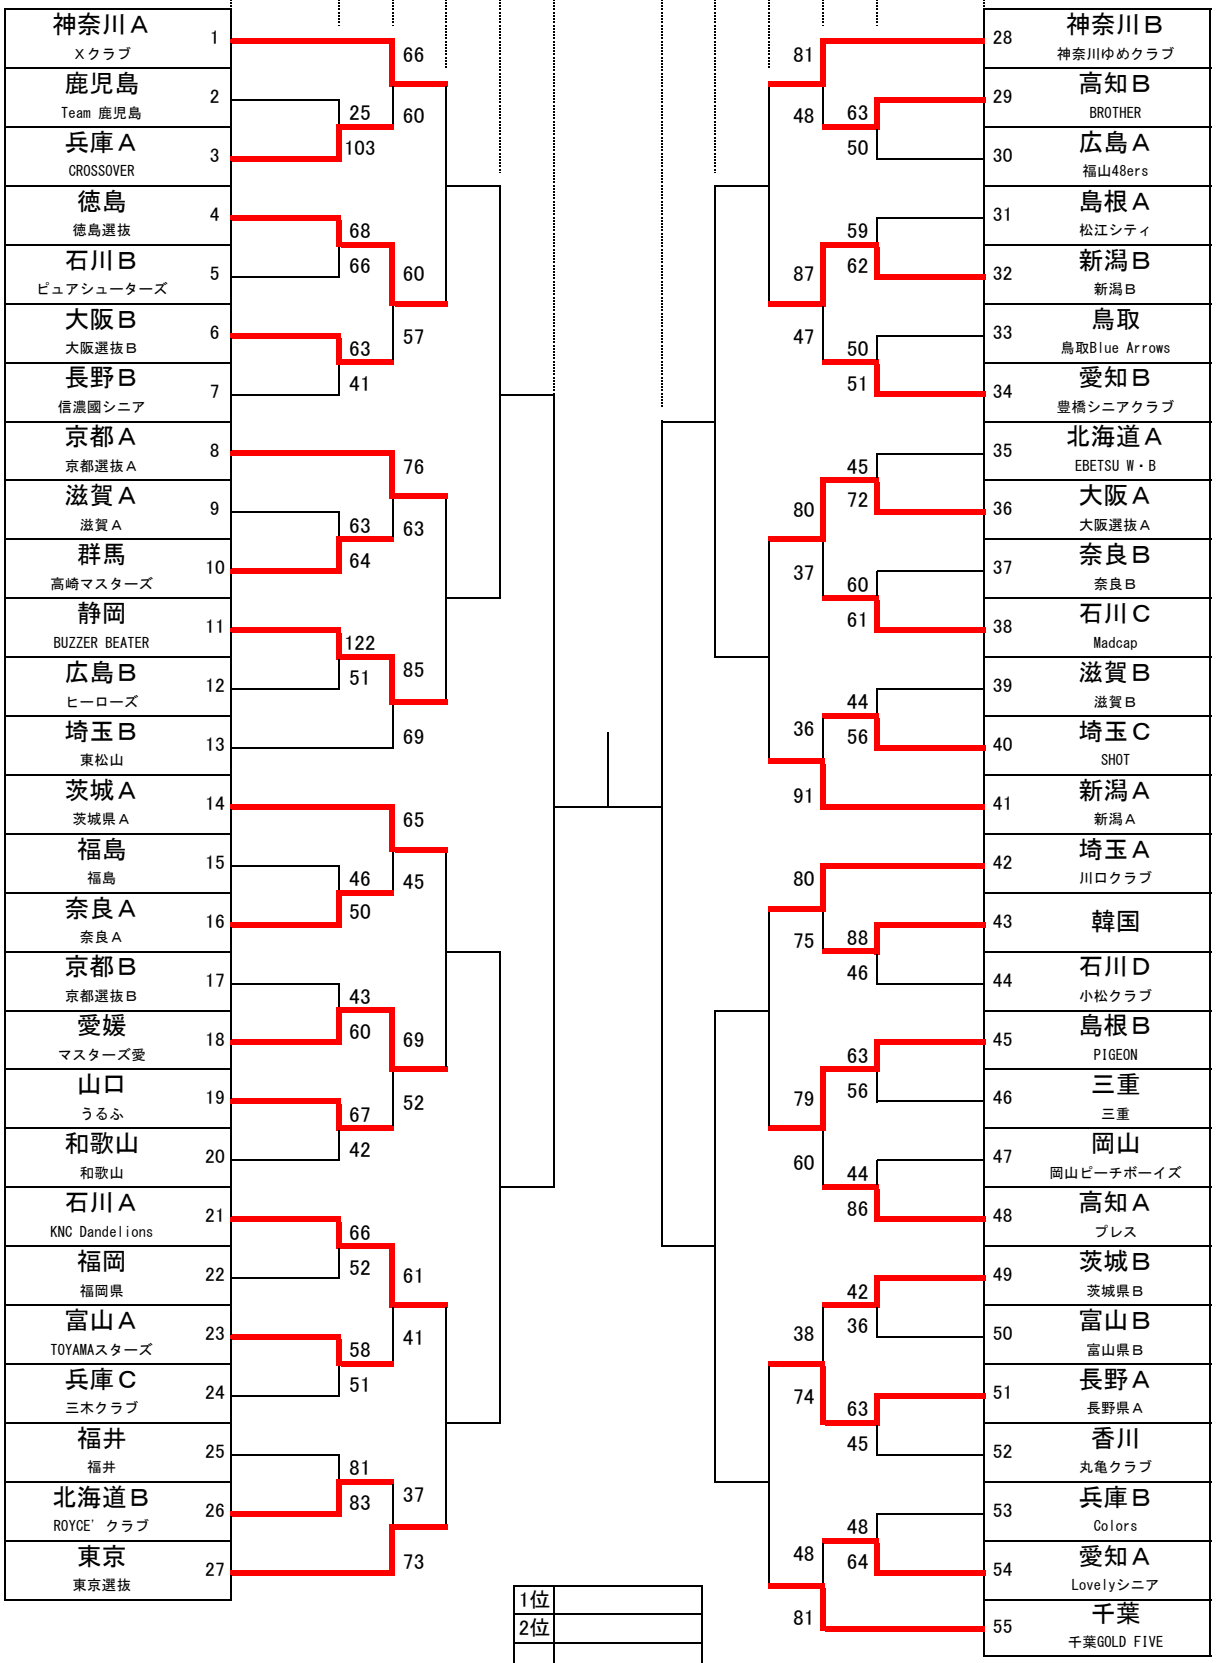 神奈川A
Xクラブ
1
鹿児島
Team 鹿児島
2
兵庫A
CROSSOVER
3
徳島
徳島選抜
4
石川B
ピュアシューターズ
5
大阪B
大阪選抜B
6
長野B
信濃國シニア
7
京都A
京都選抜A
8
滋賀A
滋賀A
9
群馬
高崎マスターズ
10
静岡
BUZZER BEATER
11
広島B
ヒーローズ
12
埼玉B
東松山
13
茨城A
茨城県A
14
福島
福島
15
奈良A
奈良A
16
京都B
京都選抜B
17
愛媛
マスターズ愛
18
山口
うるふ
19
和歌山
和歌山
20
石川A
KNC Dandelions
21
福岡
福岡県
22
富山A
TOYAMAスターズ
23
兵庫C
三木クラブ
24
福井
福井
25
北海道B
ROYCE' クラブ
26
東京
東京選抜
27
25
103
68
66
63
41
63
64
122
51
46
50
43
60
67
42
66
52
58
51
81
83
66
60
60
57
76
63
85
69
65
45
69
52
61
41
37
73
1位
2位
81
48
87
47
80
37
36
91
80
75
79
60
38
74
48
81
63
50
59
62
50
51
45
72
60
61
44
56
88
46
63
56
44
86
42
36
63
45
48
64
28
神奈川B
神奈川ゆめクラブ
29
高知B
BROTHER
30
広島A
福山48ers
31
島根A
松江シティ
32
新潟B
新潟B
33
鳥取
鳥取Blue Arrows
34
愛知B
豊橋シニアクラブ
35
北海道A
EBETSU W・B
36
大阪A
大阪選抜A
37
奈良B
奈良B
38
石川C
Madcap
39
滋賀B
滋賀B
40
埼玉C
SHOT
41
新潟A
新潟A
42
埼玉A
川口クラブ
43
韓国
44
石川D
小松クラブ
45
島根B
PIGEON
46
三重
三重
47
岡山
岡山ピーチボーイズ
48
高知A
プレス
49
茨城B
茨城県B
50
富山B
富山県B
51
長野A
長野県A
52
香川
丸亀クラブ
53
兵庫B
Colors
54
愛知A
Lovelyシニア
55
千葉
千葉GOLD FIVE